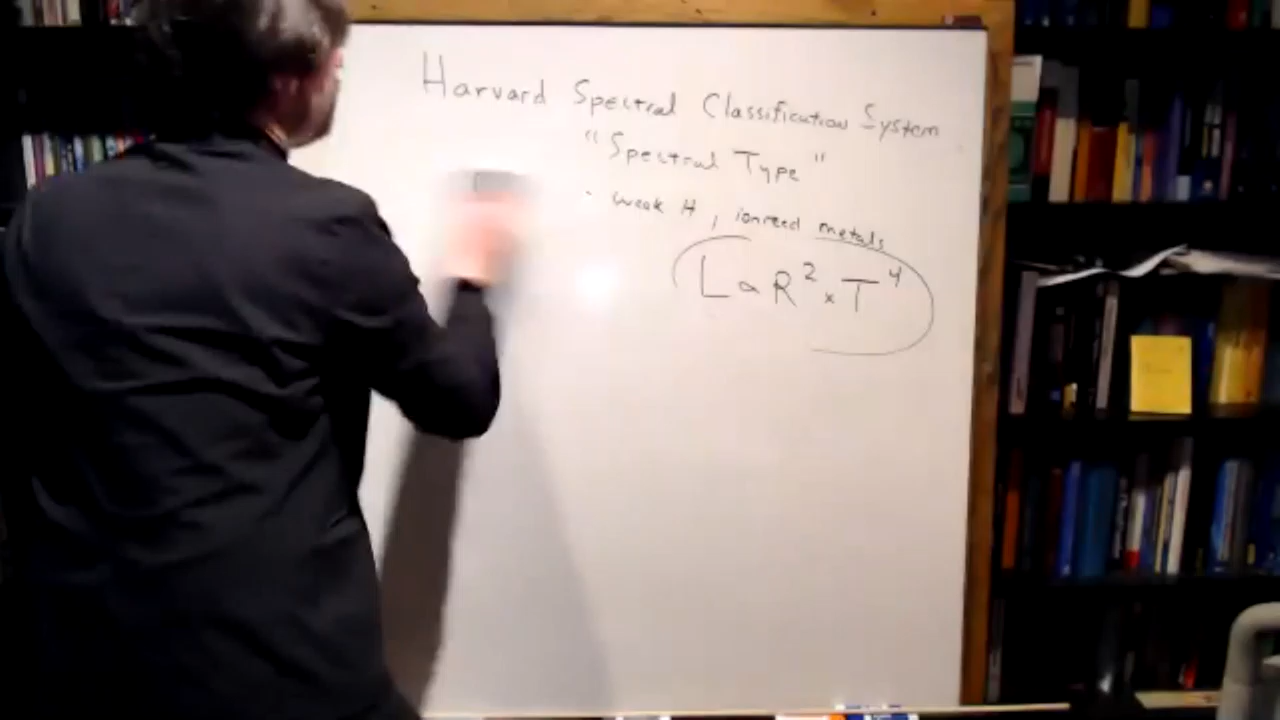 Harvard Spectral Classification System
"Spectral Type"
- weak H, ionized metals
L ∝ R² × T⁴